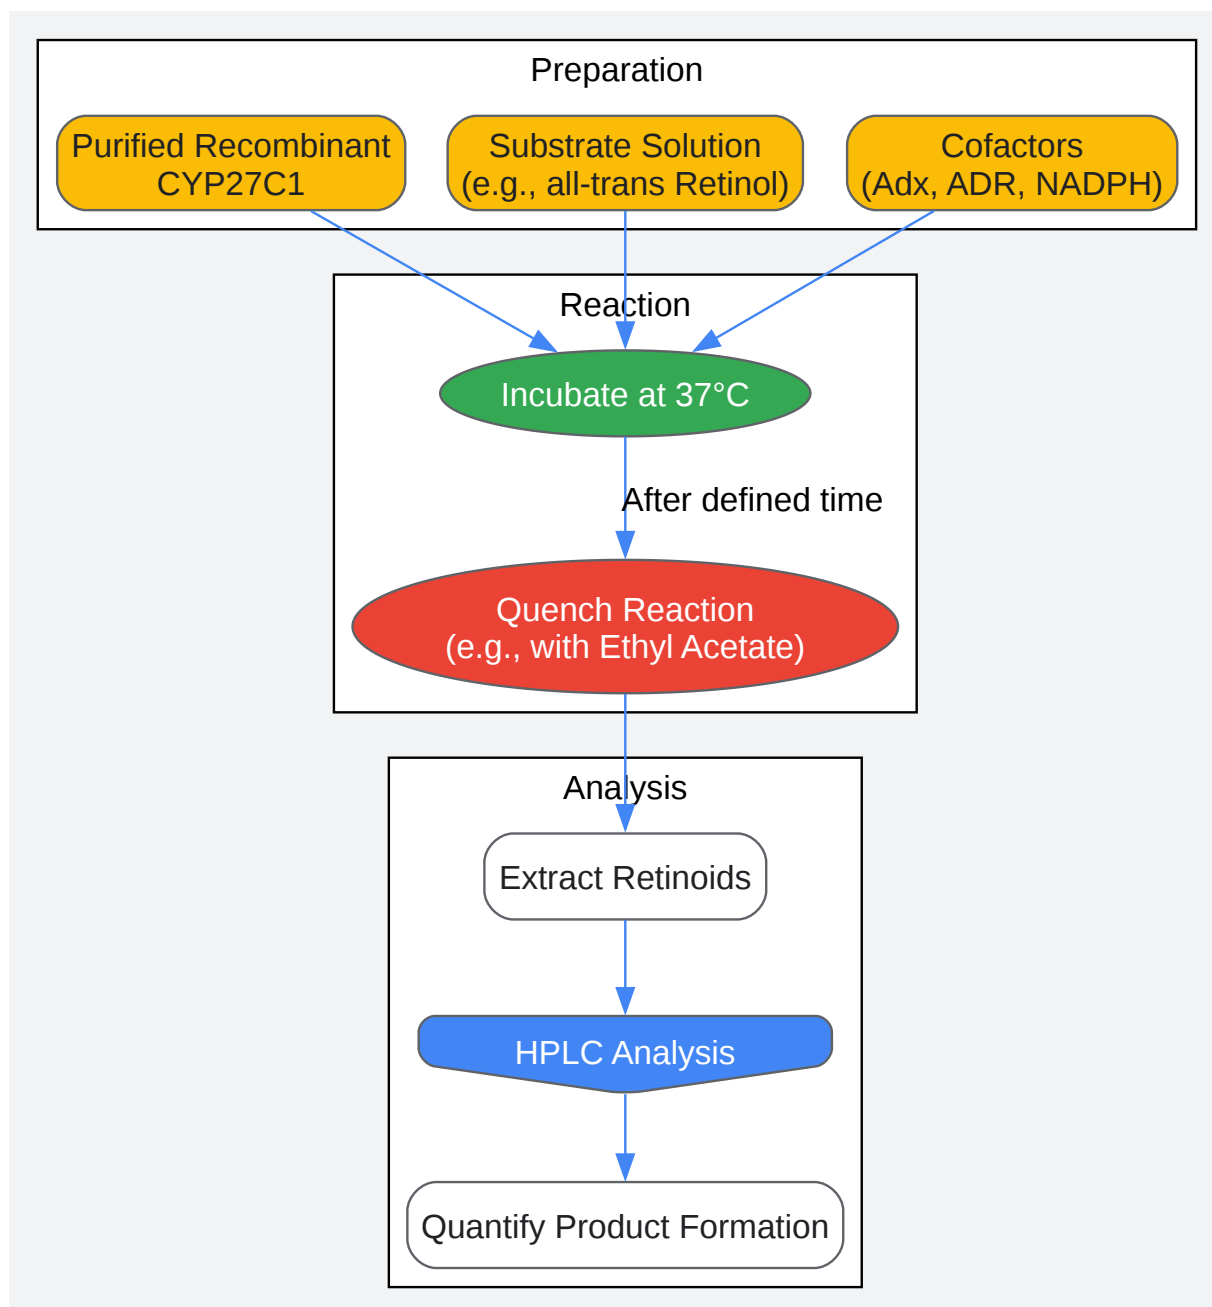 Preparation
Purified Recombinant
CYP27C1
Substrate Solution
(e.g., all-trans Retinol)
Cofactors
(Adx, ADR, NADPH)
Reaction
Incubate at 37°C
After defined time
Quench Reaction
(e.g., with Ethyl Acetate)
Analysis
Extract Retinoids
HPLC Analysis
Quantify Product Formation